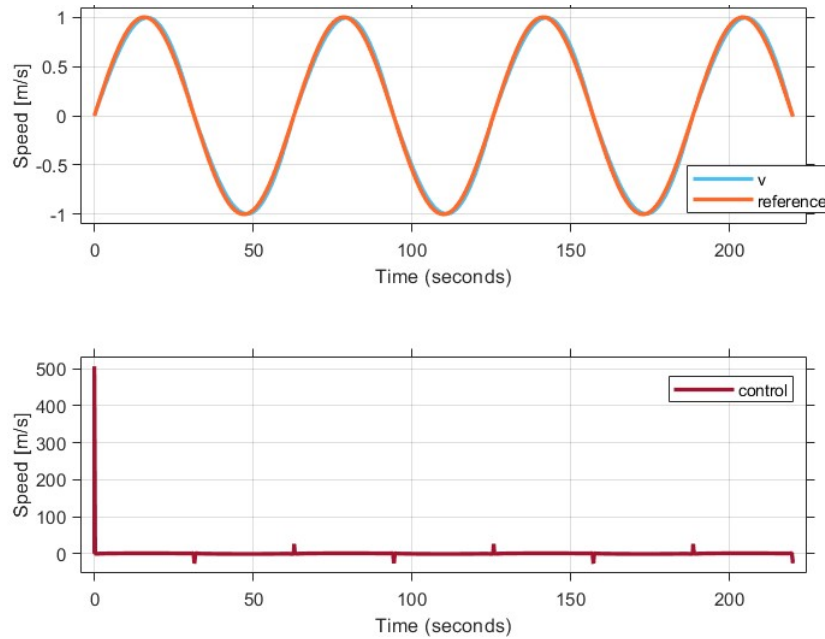 1
0.5
0
-0.5
-1
Speed [m/s]
v
reference
0 50 100 150 200
Time (seconds)
500
400
300
200
100
0
Speed [m/s]
control
0 50 100 150 200
Time (seconds)